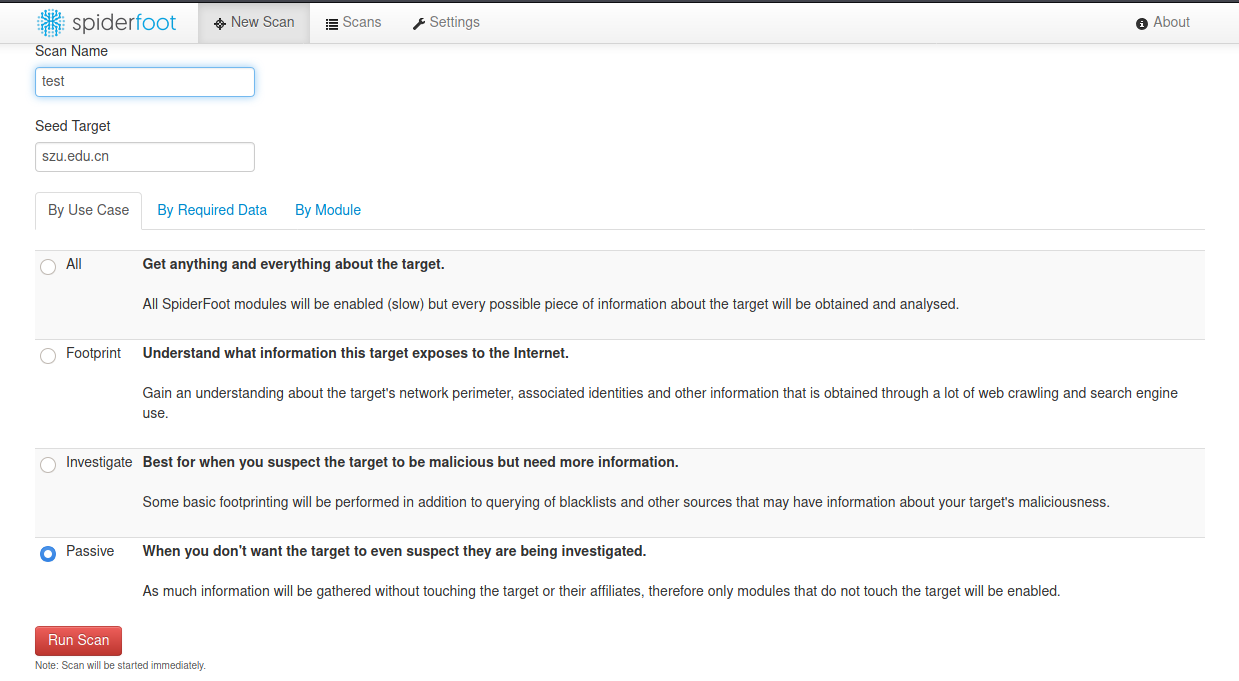 spiderfoot New Scan Scans Settings About
Scan Name
test
Seed Target
szu.edu.cn
By Use Case By Required Data By Module
All Get anything and everything about the target.
All SpiderFoot modules will be enabled (slow) but every possible piece of information about the target will be obtained and analysed.
Footprint Understand what information this target exposes to the Internet.
Gain an understanding about the target's network perimeter, associated identities and other information that is obtained through a lot of web crawling and search engine
use.
Investigate Best for when you suspect the target to be malicious but need more information.
Some basic footprinting will be performed in addition to querying of blacklists and other sources that may have information about your target's maliciousness.
Passive When you don't want the target to even suspect they are being investigated.
As much information will be gathered without touching the target or their affiliates, therefore only modules that do not touch the target will be enabled.
Run Scan
Note: Scan will be started immediately.